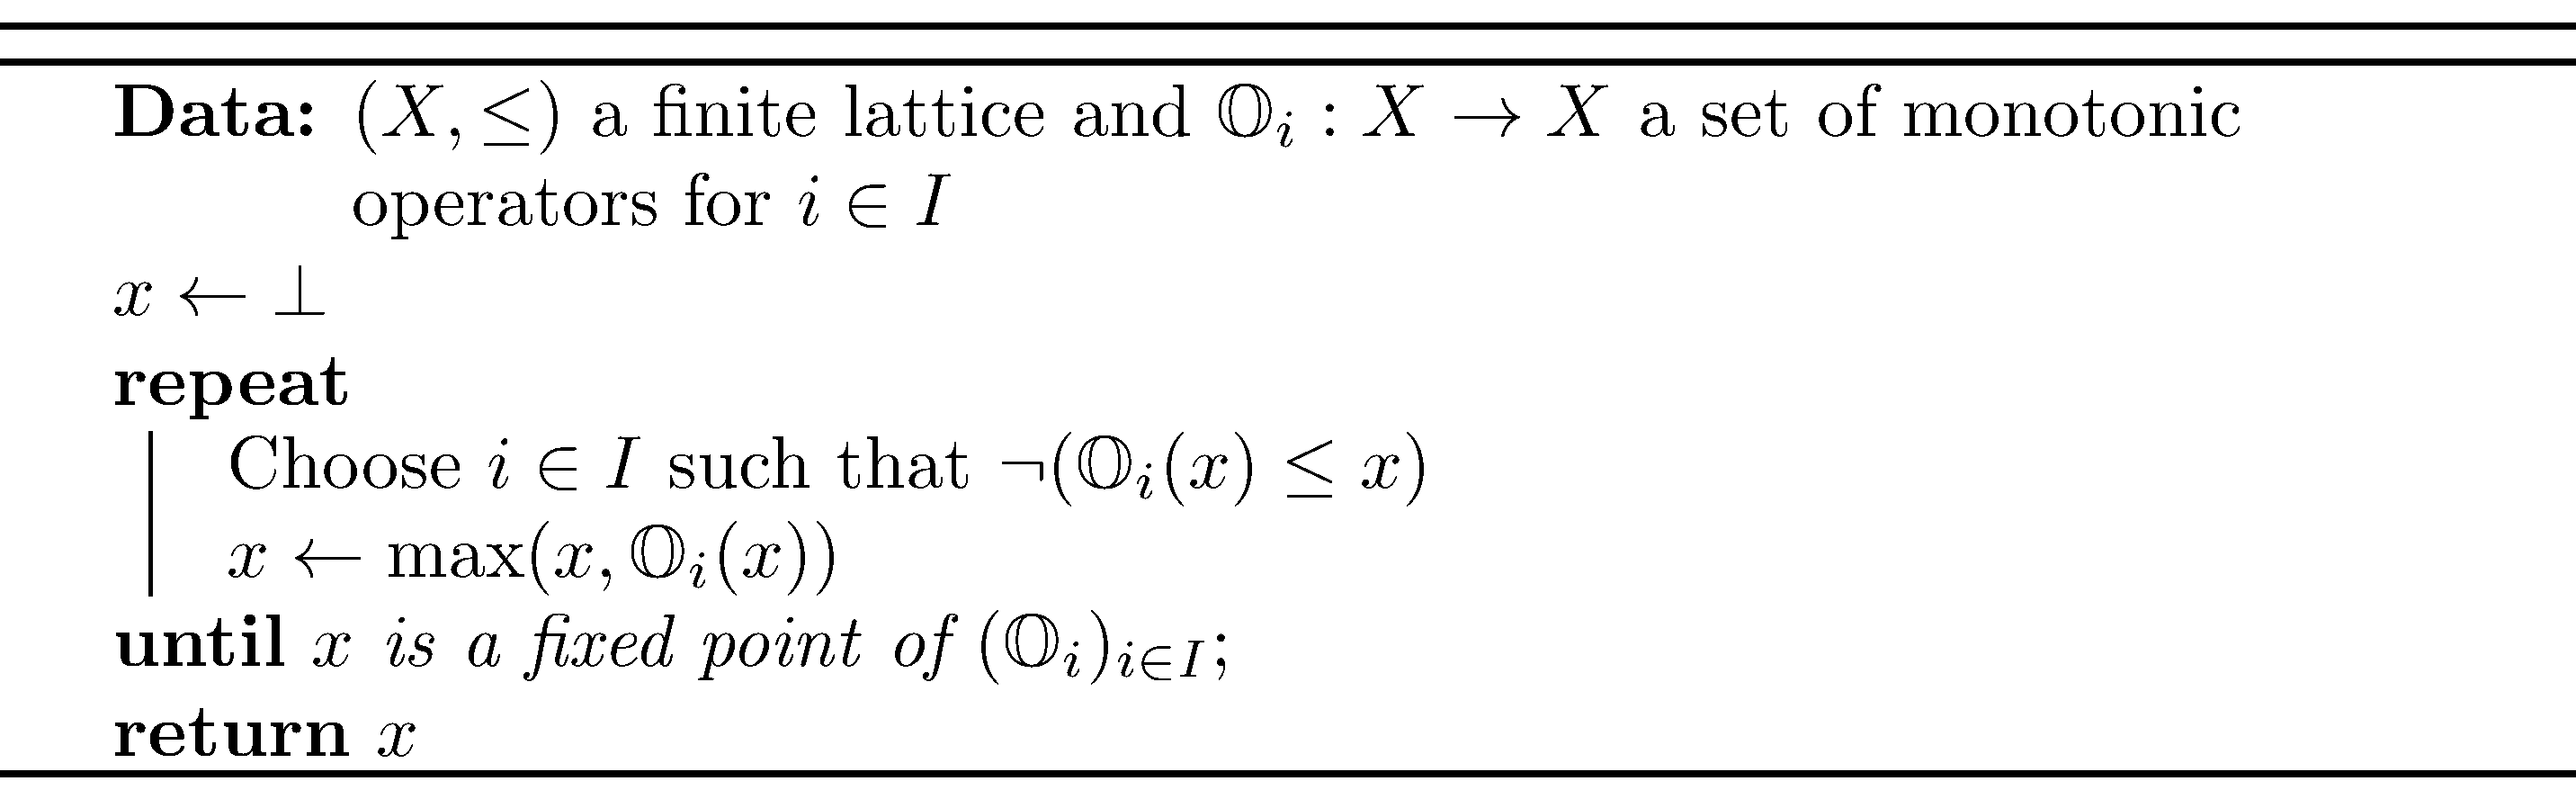 Data: (X, ≤) a finite lattice and 𝕆ᵢ : X → X a set of monotonic
operators for i ∈ I
x ← ⊥
repeat
Choose i ∈ I such that ¬(𝕆ᵢ(x) ≤ x)
x ← max(x, 𝕆ᵢ(x))
until x is a fixed point of (𝕆ᵢ)ᵢ∈I;
return x